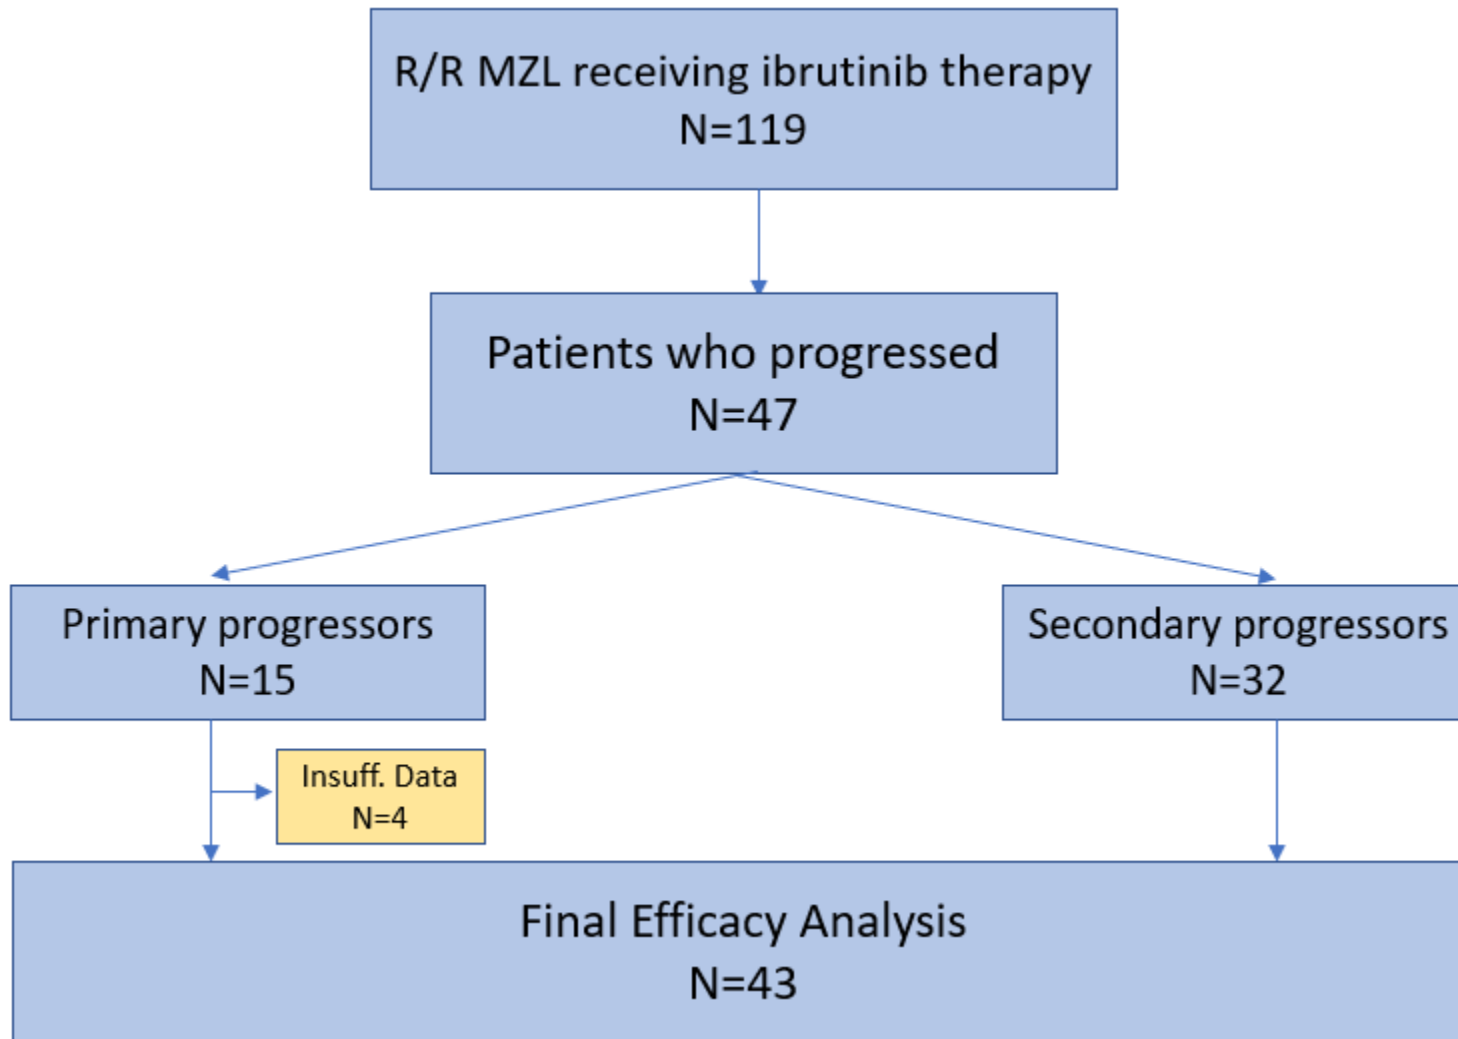 R/R MZL receiving ibrutinib therapy
N=119
Patients who progressed
N=47
Primary progressors
N=15
Secondary progressors
N=32
Insuff. Data
N=4
Final Efficacy Analysis
N=43